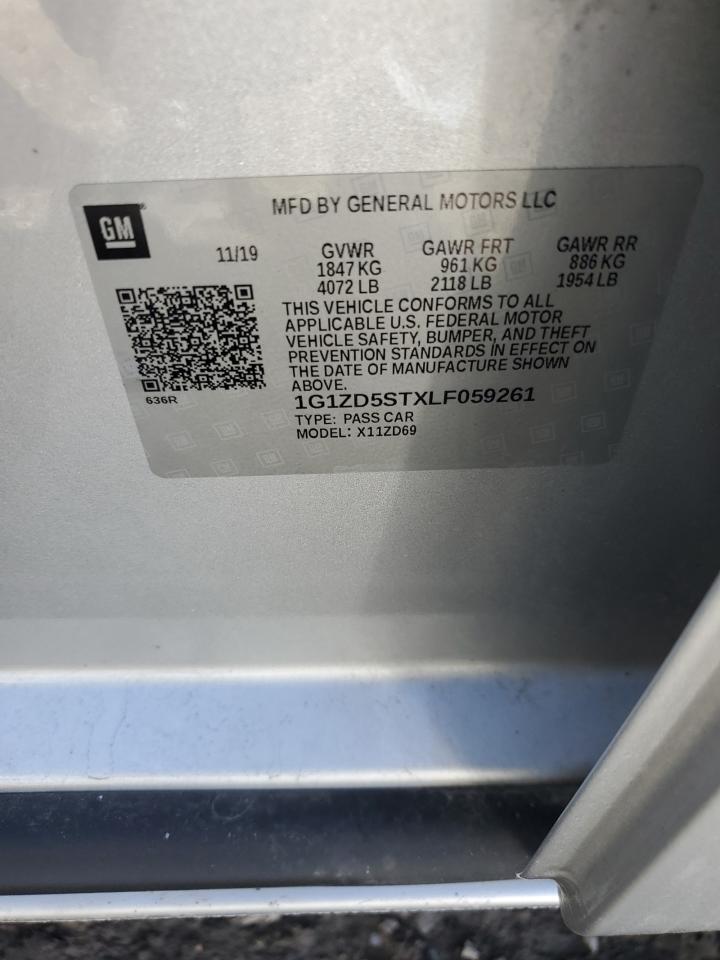 GM
MFD BY GENERAL MOTORS LLC
11/19 GVWR GAWR FRT GAWR RR
1847 KG 961 KG 886 KG
4072 LB 2118 LB 1954 LB
THIS VEHICLE CONFORMS TO ALL
APPLICABLE U.S. FEDERAL MOTOR
VEHICLE SAFETY, BUMPER, AND THEFT
PREVENTION STANDARDS IN EFFECT ON
THE DATE OF MANUFACTURE SHOWN
ABOVE.
636R
1G1ZD5STXLF059261
TYPE: PASS CAR
MODEL: X11ZD69